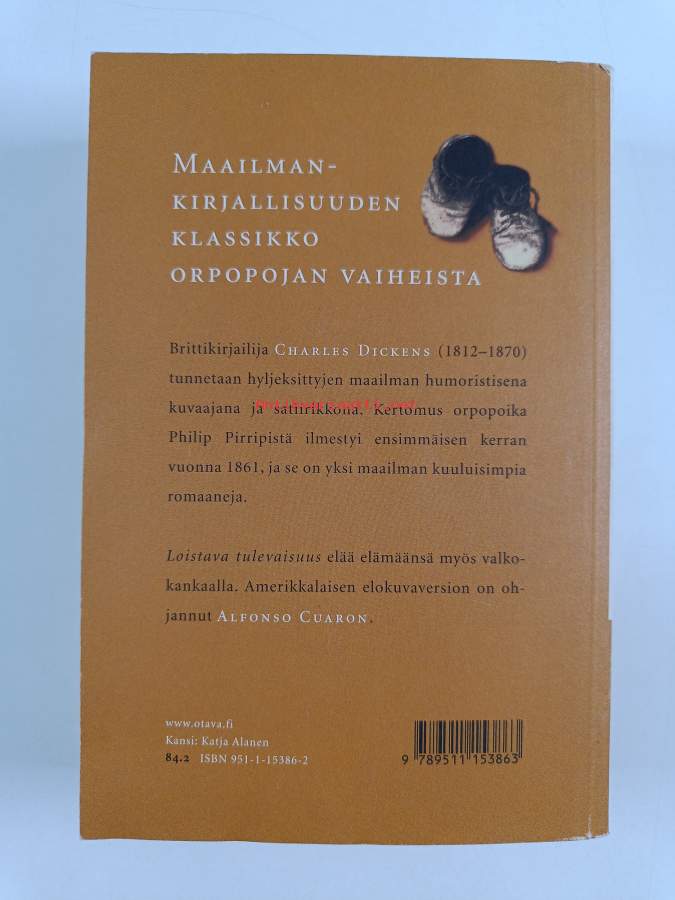 MAAILMAN-
KIRJALLISUUDEN
KLASSIKKO
ORPOPOJAN VAIHEISTA
Brittikirjailija CHARLES DICKENS (1812–1870)
tunnetaan hyljeksittyjen maailman humoristisena
kuvaajana ja satiirikkona. Kertomus orpopoika
Philip Pirripistä ilmestyi ensimmäisen kerran
vuonna 1861, ja se on yksi maailman kuuluisimpia
romaaneja.
Loistava tulevaisuus elää elämäänsä myös valko-
kankaalla. Amerikkalaisen elokuvaversion on oh-
jannut ALFONSO CUARON.
www.otava.fi
Kansi: Katja Alanen
84.2 ISBN 951-1-15386-2
9 789511 153863